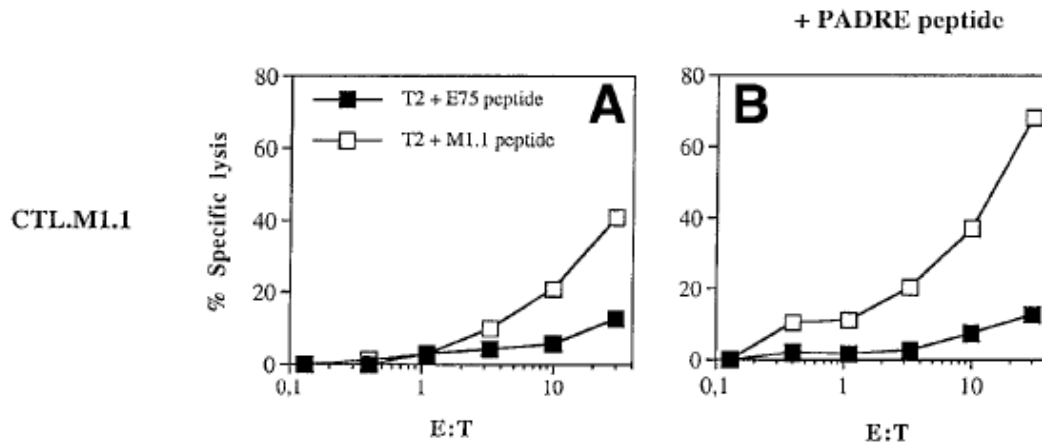 + PADRE peptide
A
B
T2 + E75 peptide
T2 + M1.1 peptide
CTL.M1.1
% Specific lysis
80
60
40
20
0
0,1
1
10
E:T
80
60
40
20
0
0,1
1
10
E:T